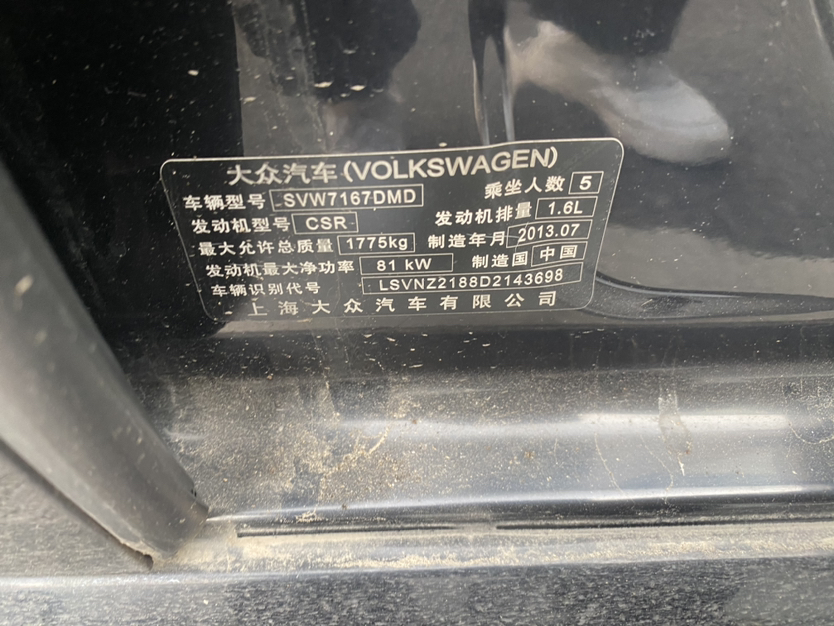 大众汽车(VOLKSWAGEN)
车辆型号 SVW7167DMD 乘坐人数 5
发动机型号 CSR 发动机排量 1.6L
最大允许总质量 1775kg 制造年月 2013.07
发动机最大净功率 81 kW 制造国 中国
车辆识别代号 LSVNZ2188D2143698
上海大众汽车有限公司